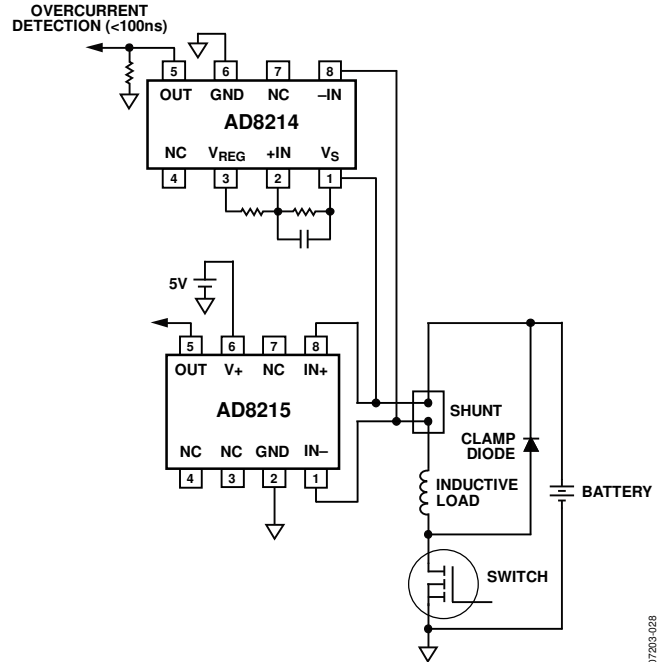 OVERCURRENT
DETECTION (<100ns)
5 6 7 8
OUT GND NC –IN
AD8214
NC VREG +IN VS
4 3 2 1
5V
5 6 7 8
OUT V+ NC IN+
AD8215
NC NC GND IN–
4 3 2 1
SHUNT
CLAMP
DIODE
INDUCTIVE
LOAD
BATTERY
SWITCH
07203-028